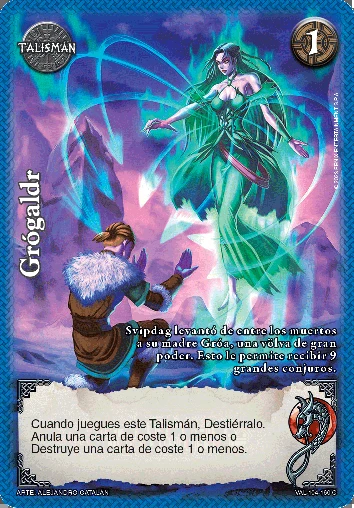 TALISMÁN
1
Grógaldr
Svipdag levantó de entre los muertos
a su madre Gróa, una völva de gran
poder. Esto le permite recibir 9
grandes conjuros.
Cuando juegues este Talismán, Destiérralo.
Anula una carta de coste 1 o menos o
Destruye una carta de coste 1 o menos.
ARTE: ALEJANDRO CATALÁN